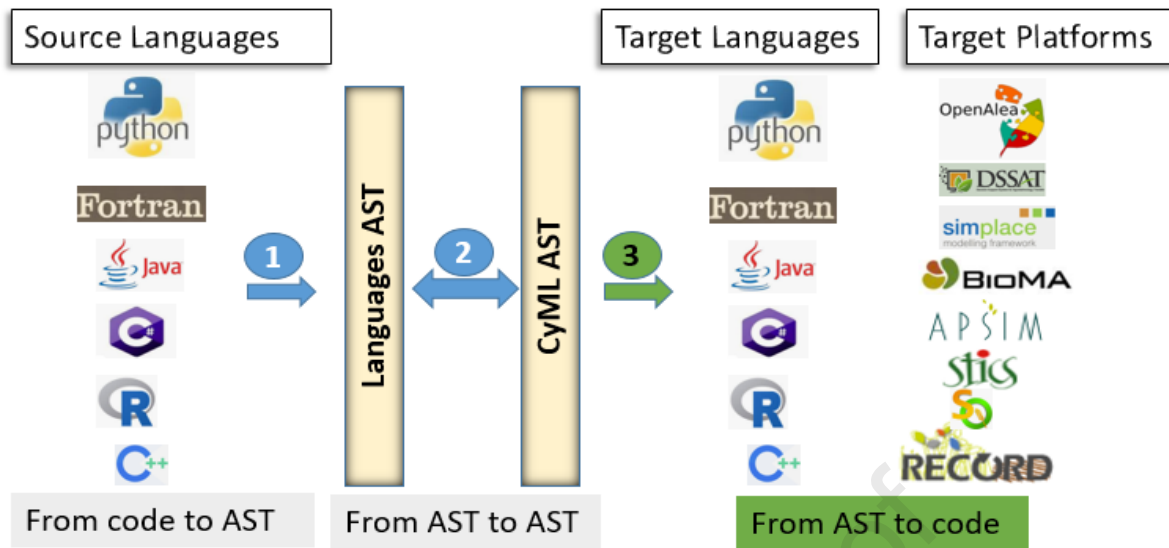 Source Languages
Target Languages
Target Platforms
python
Fortran
Java
C#
R
C++
1
Languages AST
2
CyML AST
3
python
Fortran
Java
C#
R
C++
OpenAlea
DSSAT
simplace
modelling framework
BIOMA
APSIM
STICS
SQ
RECORD
From code to AST
From AST to AST
From AST to code